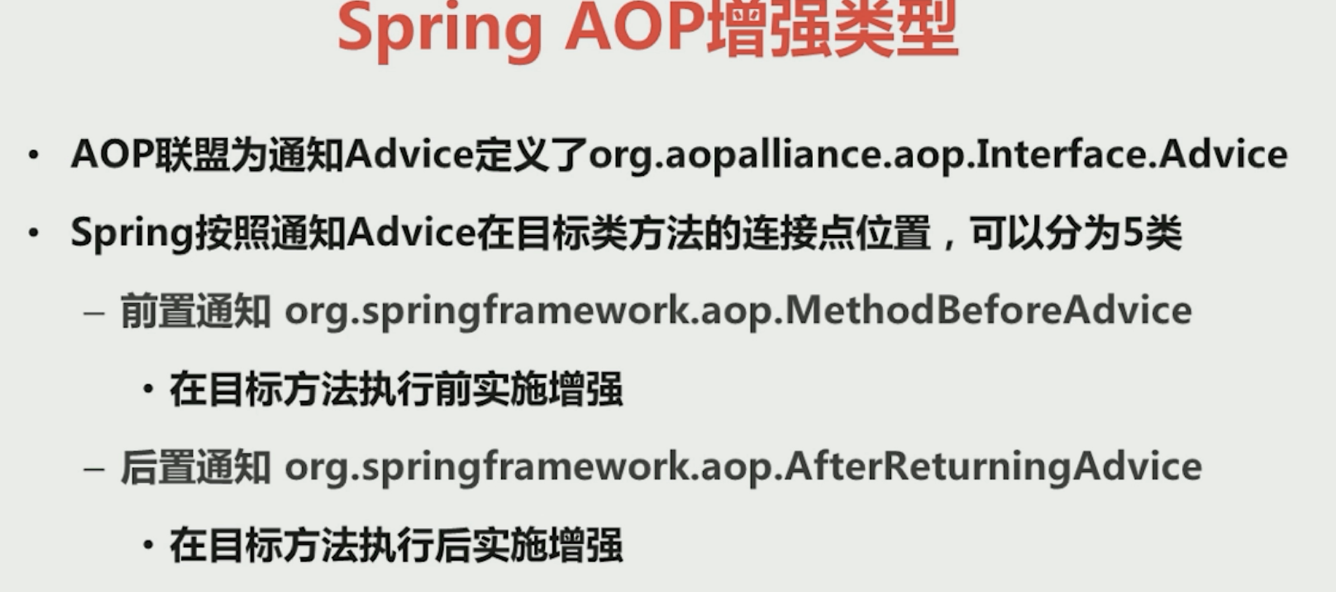 Spring AOP增强类型
• AOP联盟为通知Advice定义了org.aopalliance.aop.Interface.Advice
• Spring按照通知Advice在目标类方法的连接点位置，可以分为5类
– 前置通知 org.springframework.aop.MethodBeforeAdvice
• 在目标方法执行前实施增强
– 后置通知 org.springframework.aop.AfterReturningAdvice
• 在目标方法执行后实施增强